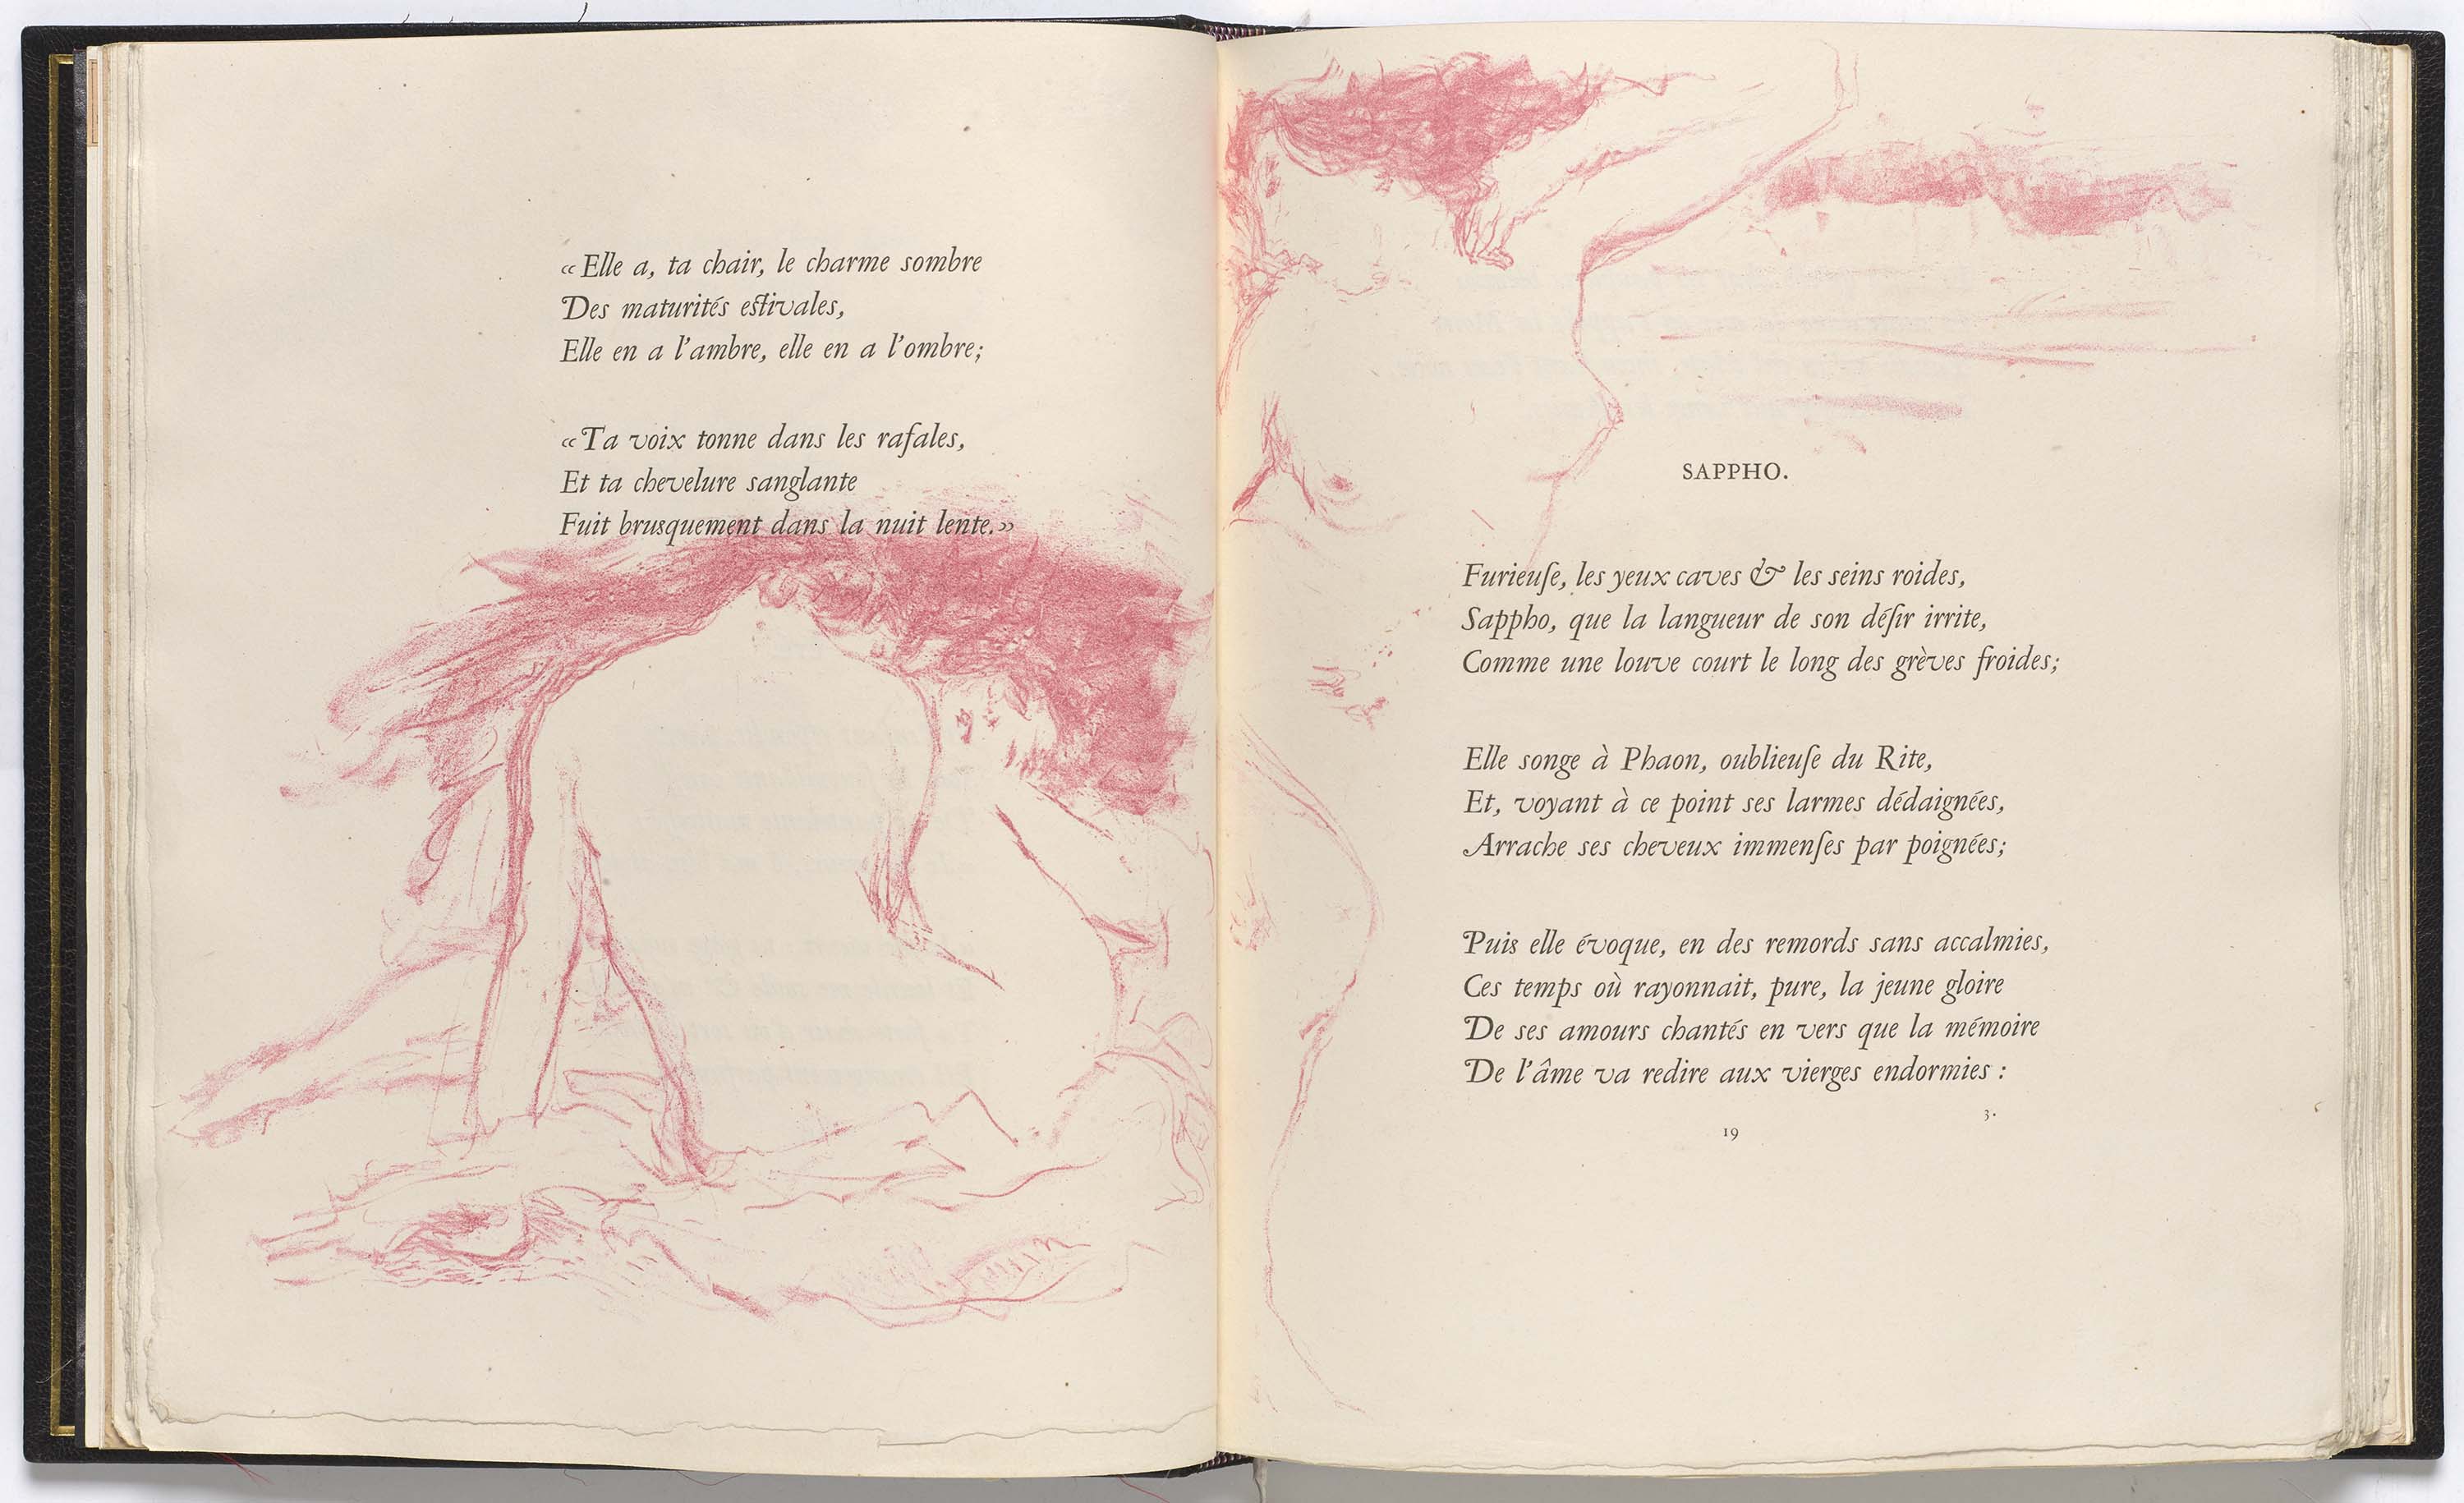 «Elle a, ta chair, le charme sombre
Des maturités estivales,
Elle en a l'ambre, elle en a l'ombre;
«Ta voix tonne dans les rafales,
Et ta chevelure sanglante
Fuit brusquement dans la nuit lente.»
SAPPHO.
Furieuſe, les yeux caves & les seins roides,
Sappho, que la langueur de son déſir irrite,
Comme une louve court le long des grèves froides;
Elle songe à Phaon, oublieuſe du Rite,
Et, voyant à ce point ses larmes dédaignées,
Arrache ses cheveux immenſes par poignées;
Puis elle évoque, en des remords sans accalmies,
Ces temps où rayonnait, pure, la jeune gloire
De ses amours chantés en vers que la mémoire
De l'âme va redire aux vierges endormies :
3.
19